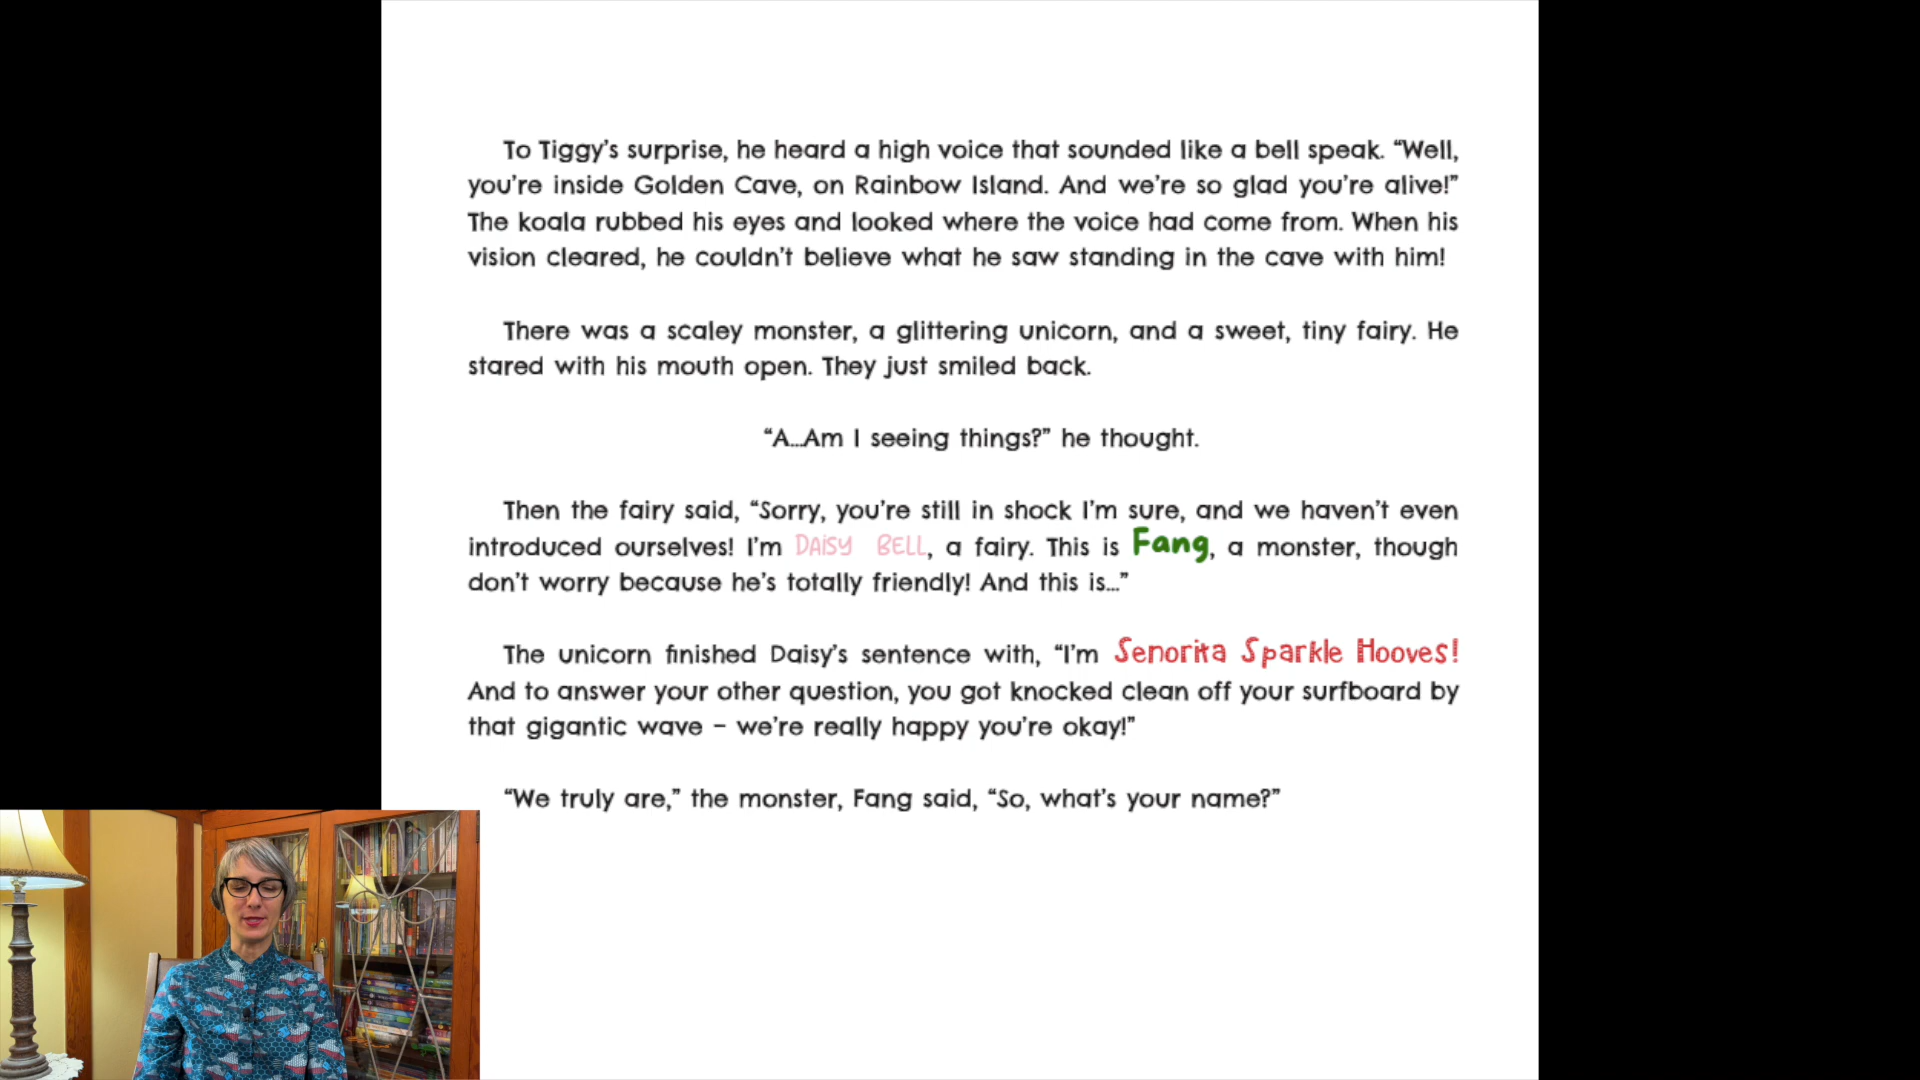 To Tiggy’s surprise, he heard a high voice that sounded like a bell speak. “Well,
you’re inside Golden Cave, on Rainbow Island. And we’re so glad you’re alive!”
The koala rubbed his eyes and looked where the voice had come from. When his
vision cleared, he couldn’t believe what he saw standing in the cave with him!
There was a scaley monster, a glittering unicorn, and a sweet, tiny fairy. He
stared with his mouth open. They just smiled back.
“A...Am I seeing things?” he thought.
Then the fairy said, “Sorry, you’re still in shock I’m sure, and we haven’t even
introduced ourselves! I’m DAiSY BELL, a fairy. This is Fang, a monster, though
don’t worry because he’s totally friendly! And this is...”
The unicorn finished Daisy’s sentence with, “I’m Senorita Sparkle Hooves!
And to answer your other question, you got knocked clean off your surfboard by
that gigantic wave – we’re really happy you’re okay!”
“We truly are,” the monster, Fang said, “So, what’s your name?”